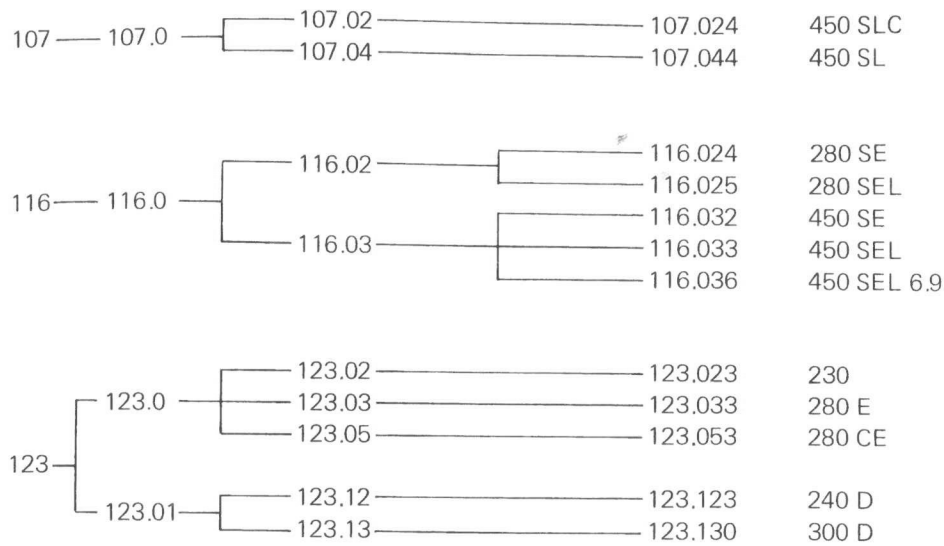 107.02 107.024 450 SLC
107 107.0
107.04 107.044 450 SL
116.024 280 SE
116.02
116.025 280 SEL
116 116.0
116.032 450 SE
116.03 116.033 450 SEL
116.036 450 SEL 6.9
123.02 123.023 230
123.0 123.03 123.033 280 E
123.05 123.053 280 CE
123
123.12 123.123 240 D
123.01
123.13 123.130 300 D